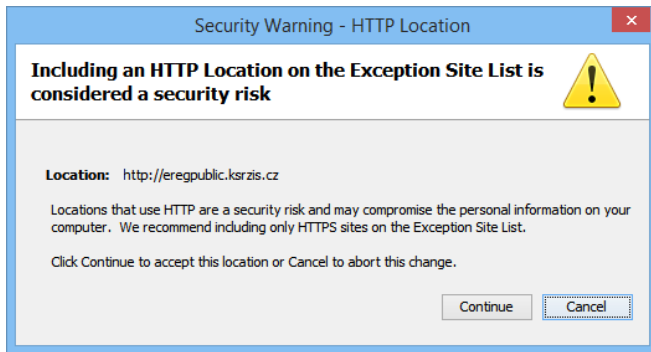 Security Warning - HTTP Location
Including an HTTP Location on the Exception Site List is
considered a security risk
Location: http://eregpublic.ksrzis.cz
Locations that use HTTP are a security risk and may compromise the personal information on your
computer. We recommend including only HTTPS sites on the Exception Site List.
Click Continue to accept this location or Cancel to abort this change.
Continue Cancel